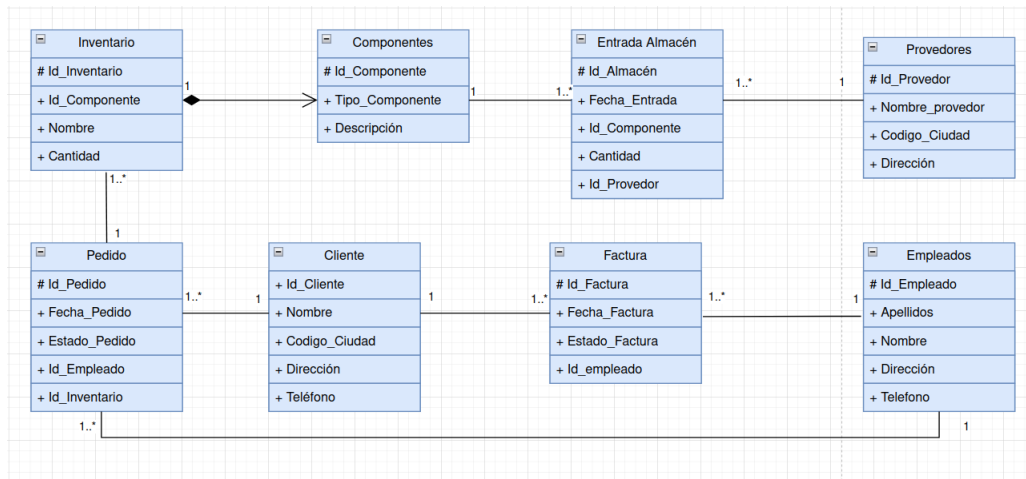 Inventario
# Id_Inventario
+ Id_Componente
+ Nombre
+ Cantidad
1
Componentes
# Id_Componente
+ Tipo_Componente
+ Descripción
1
1..*
Entrada Almacén
# Id_Almacén
+ Fecha_Entrada
+ Id_Componente
+ Cantidad
+ Id_Provedor
1..*
1
Provedores
# Id_Provedor
+ Nombre_provedor
+ Codigo_Ciudad
+ Dirección
1..*
1
Pedido
# Id_Pedido
+ Fecha_Pedido
+ Estado_Pedido
+ Id_Empleado
+ Id_Inventario
1..*
1
Cliente
+ Id_Cliente
+ Nombre
+ Codigo_Ciudad
+ Dirección
+ Teléfono
1
1..*
Factura
# Id_Factura
+ Fecha_Factura
+ Estado_Factura
+ Id_empleado
1..*
1
Empleados
# Id_Empleado
+ Apellidos
+ Nombre
+ Dirección
+ Telefono
1..*
1